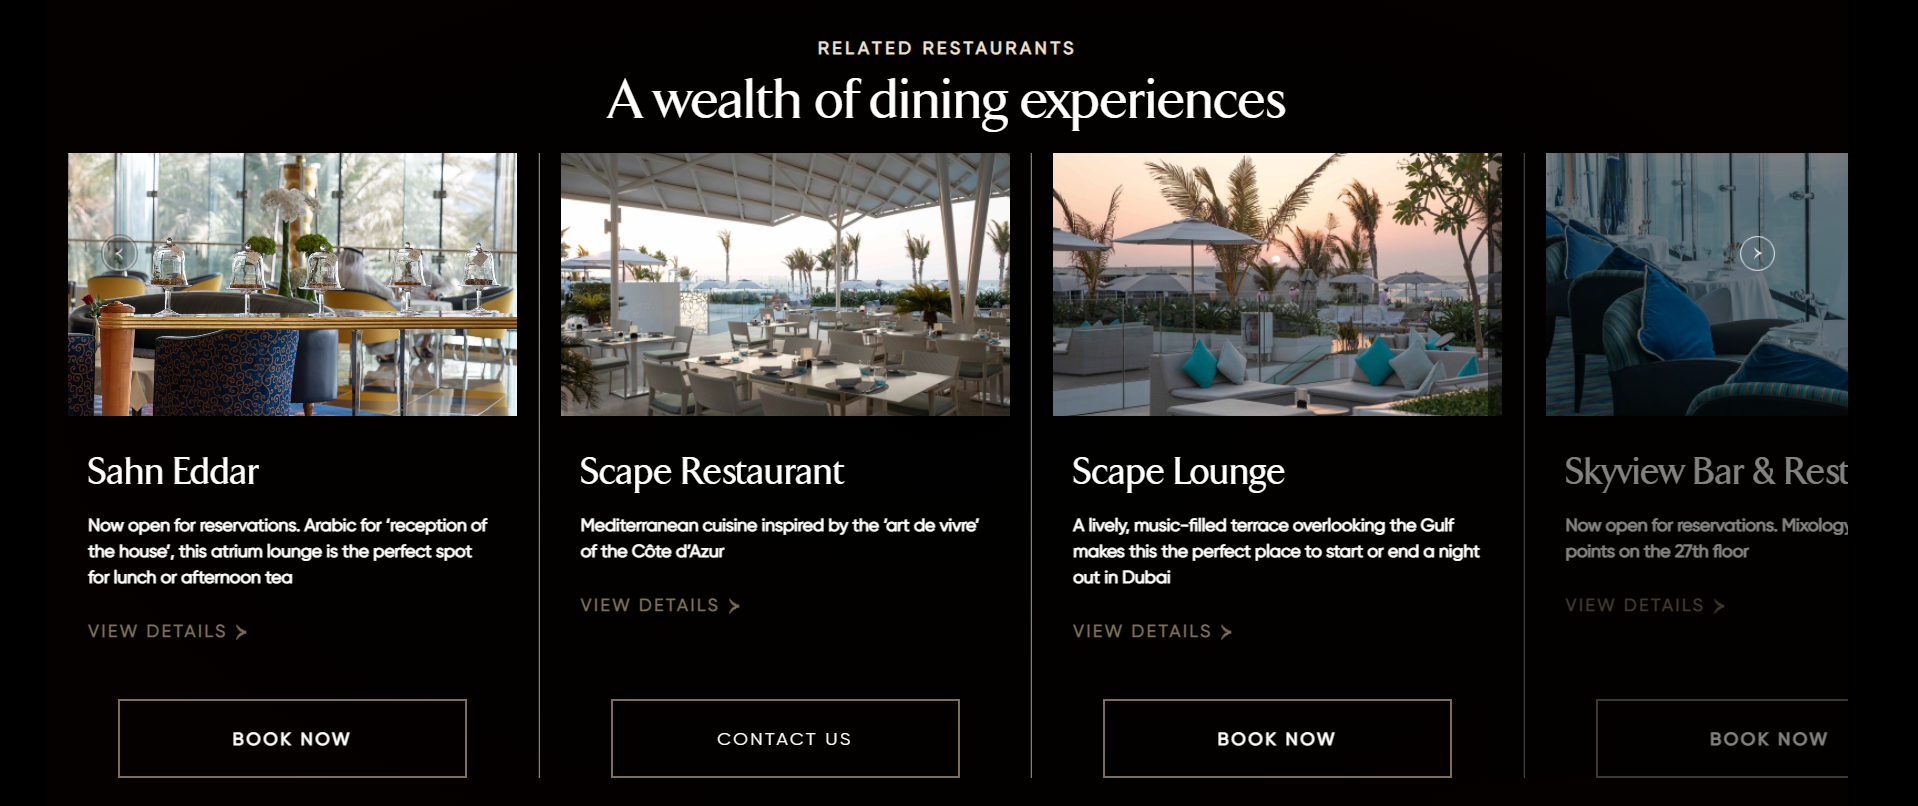 RELATED RESTAURANTS
A wealth of dining experiences
Sahn Eddar
Now open for reservations. Arabic for ‘reception of
the house’, this atrium lounge is the perfect spot
for lunch or afternoon tea
VIEW DETAILS
BOOK NOW
Scape Restaurant
Mediterranean cuisine inspired by the ‘art de vivre’
of the Côte d’Azur
VIEW DETAILS
CONTACT US
Scape Lounge
A lively, music-filled terrace overlooking the Gulf
makes this the perfect place to start or end a night
out in Dubai
VIEW DETAILS
BOOK NOW
Skyview Bar & Rest
Now open for reservations. Mixology
points on the 27th floor
VIEW DETAILS
BOOK NOW